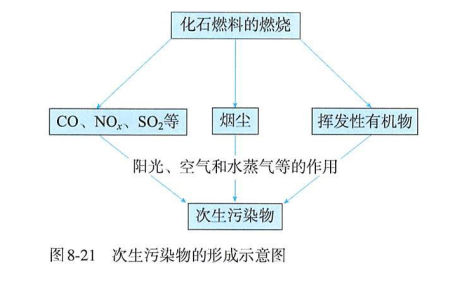 化石燃料的燃烧
CO、NOₓ、SO₂等
烟尘
挥发性有机物
阳光、空气和水蒸气等的作用
次生污染物
图8-21 次生污染物的形成示意图